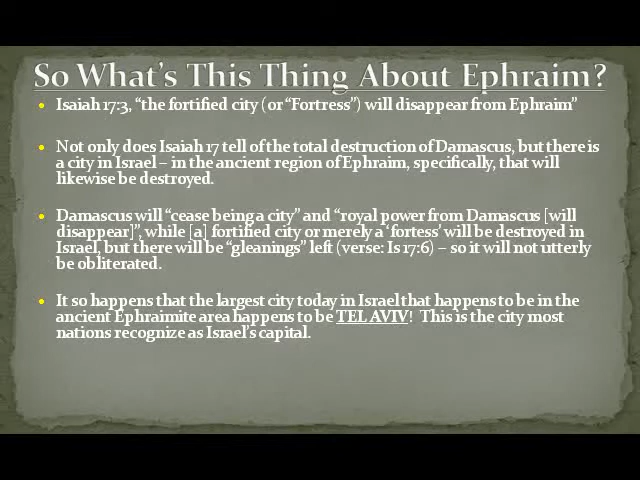 So What's This Thing About Ephraim?
• Isaiah 17:3, "the fortified city (or "Fortress") will disappear from Ephraim"
• Not only does Isaiah 17 tell of the total destruction of Damascus, but there is
a city in Israel – in the ancient region of Ephraim, specifically, that will
likewise be destroyed.
• Damascus will "cease being a city" and "royal power from Damascus [will
disappear]", while [a] fortified city or merely a 'fortess' will be destroyed in
Israel, but there will be "gleanings" left (verse: Is 17:6) – so it will not utterly
be obliterated.
• It so happens that the largest city today in Israel that happens to be in the
ancient Ephraimite area happens to be TEL AVIV! This is the city most
nations recognize as Israel's capital.